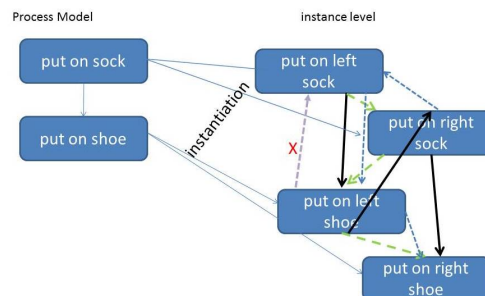 Process Model
instance level
put on sock
put on left
sock
put on right
sock
put on shoe
instantiation
X
put on left
shoe
put on right
shoe